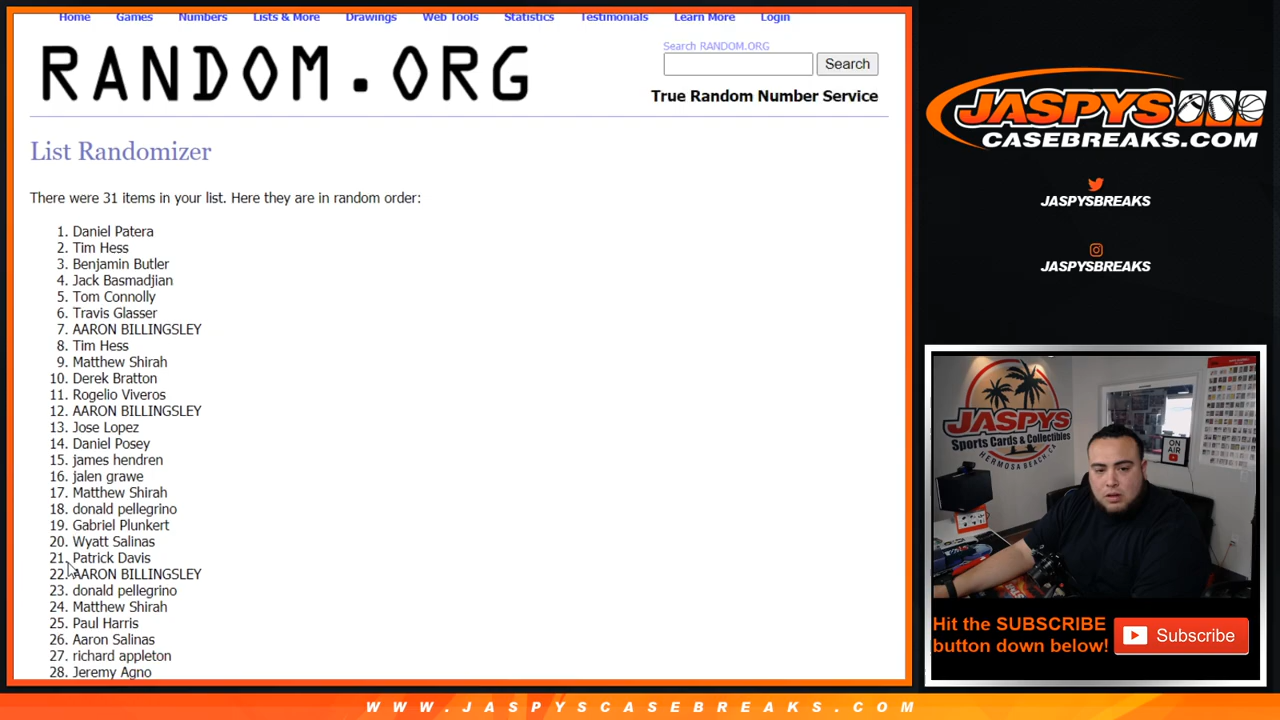 Home Games Numbers Lists & More Drawings Web Tools Statistics Testimonials Learn More Login
RANDOM.ORG
Search RANDOM.ORG
Search
True Random Number Service
List Randomizer
There were 31 items in your list. Here they are in random order:
1. Daniel Patera
2. Tim Hess
3. Benjamin Butler
4. Jack Basmadjian
5. Tom Connolly
6. Travis Glasser
7. AARON BILLINGSLEY
8. Tim Hess
9. Matthew Shirah
10. Derek Bratton
11. Rogelio Viveros
12. AARON BILLINGSLEY
13. Jose Lopez
14. Daniel Posey
15. james hendren
16. jalen grawe
17. Matthew Shirah
18. donald pellegrino
19. Gabriel Plunkert
20. Wyatt Salinas
21. Patrick Davis
22. AARON BILLINGSLEY
23. donald pellegrino
24. Matthew Shirah
25. Paul Harris
26. Aaron Salinas
27. richard appleton
28. Jeremy Agno
JASPYS
CASEBREAKS.COM
JASPYSBREAKS
JASPYSBREAKS
JASPYS
Sports Cards & Collectibles
HERMOSA BEACH, CA
ON AIR
Hit the SUBSCRIBE
button down below!
Subscribe
WWW.JASPYSCASEBREAKS.COM